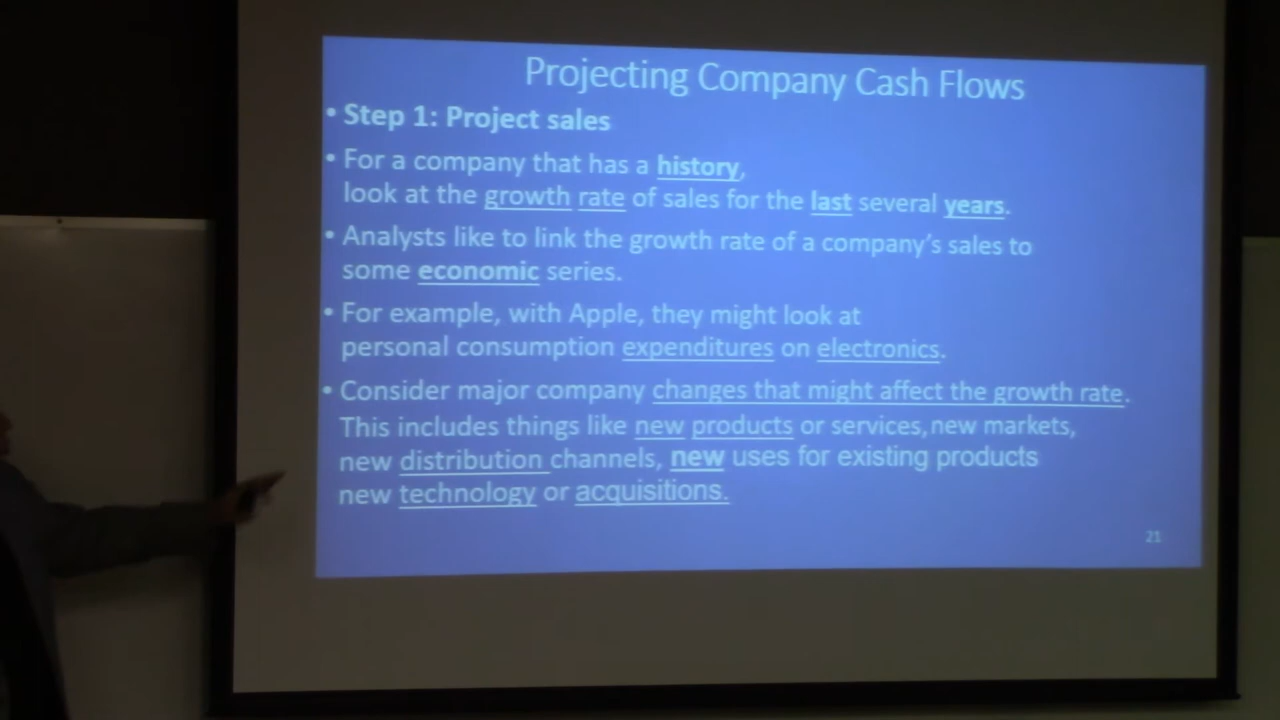 Projecting Company Cash Flows
• Step 1: Project sales
• For a company that has a history,
look at the growth rate of sales for the last several years.
• Analysts like to link the growth rate of a company's sales to
some economic series.
• For example, with Apple, they might look at
personal consumption expenditures on electronics.
• Consider major company changes that might affect the growth rate.
This includes things like new products or services, new markets,
new distribution channels, new uses for existing products
new technology or acquisitions.
21